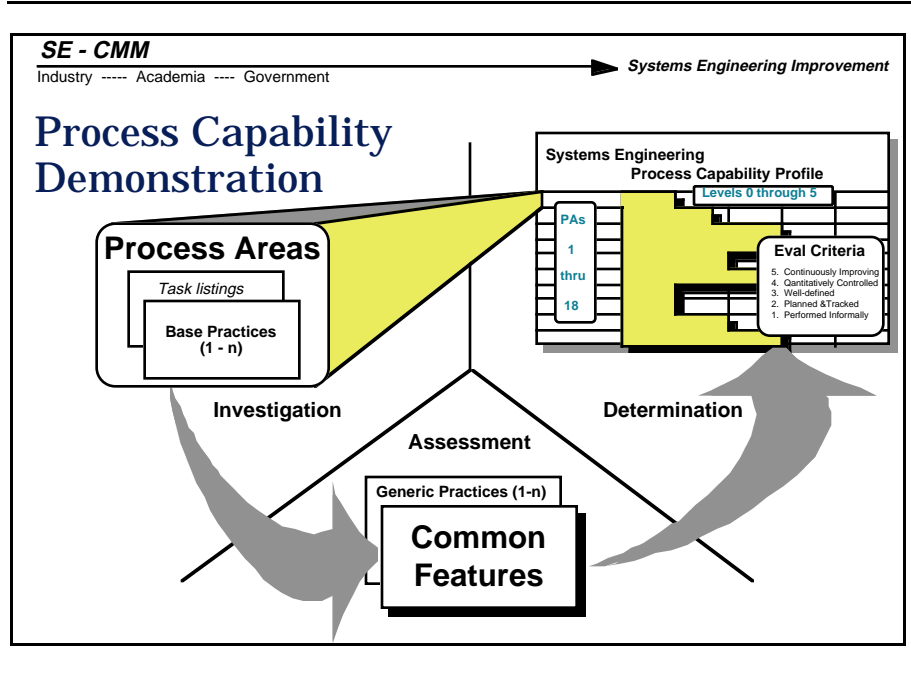 SE - CMM
Industry ----- Academia ---- Government
Systems Engineering Improvement
Process Capability
Demonstration
Process Areas
Task listings
Base Practices
(1 - n)
Systems Engineering
Process Capability Profile
Levels 0 through 5
PAs
1
thru
18
Eval Criteria
5. Continuously Improving
4. Qantitatively Controlled
3. Well-defined
2. Planned &Tracked
1. Performed Informally
Investigation
Determination
Assessment
Generic Practices (1-n)
Common
Features